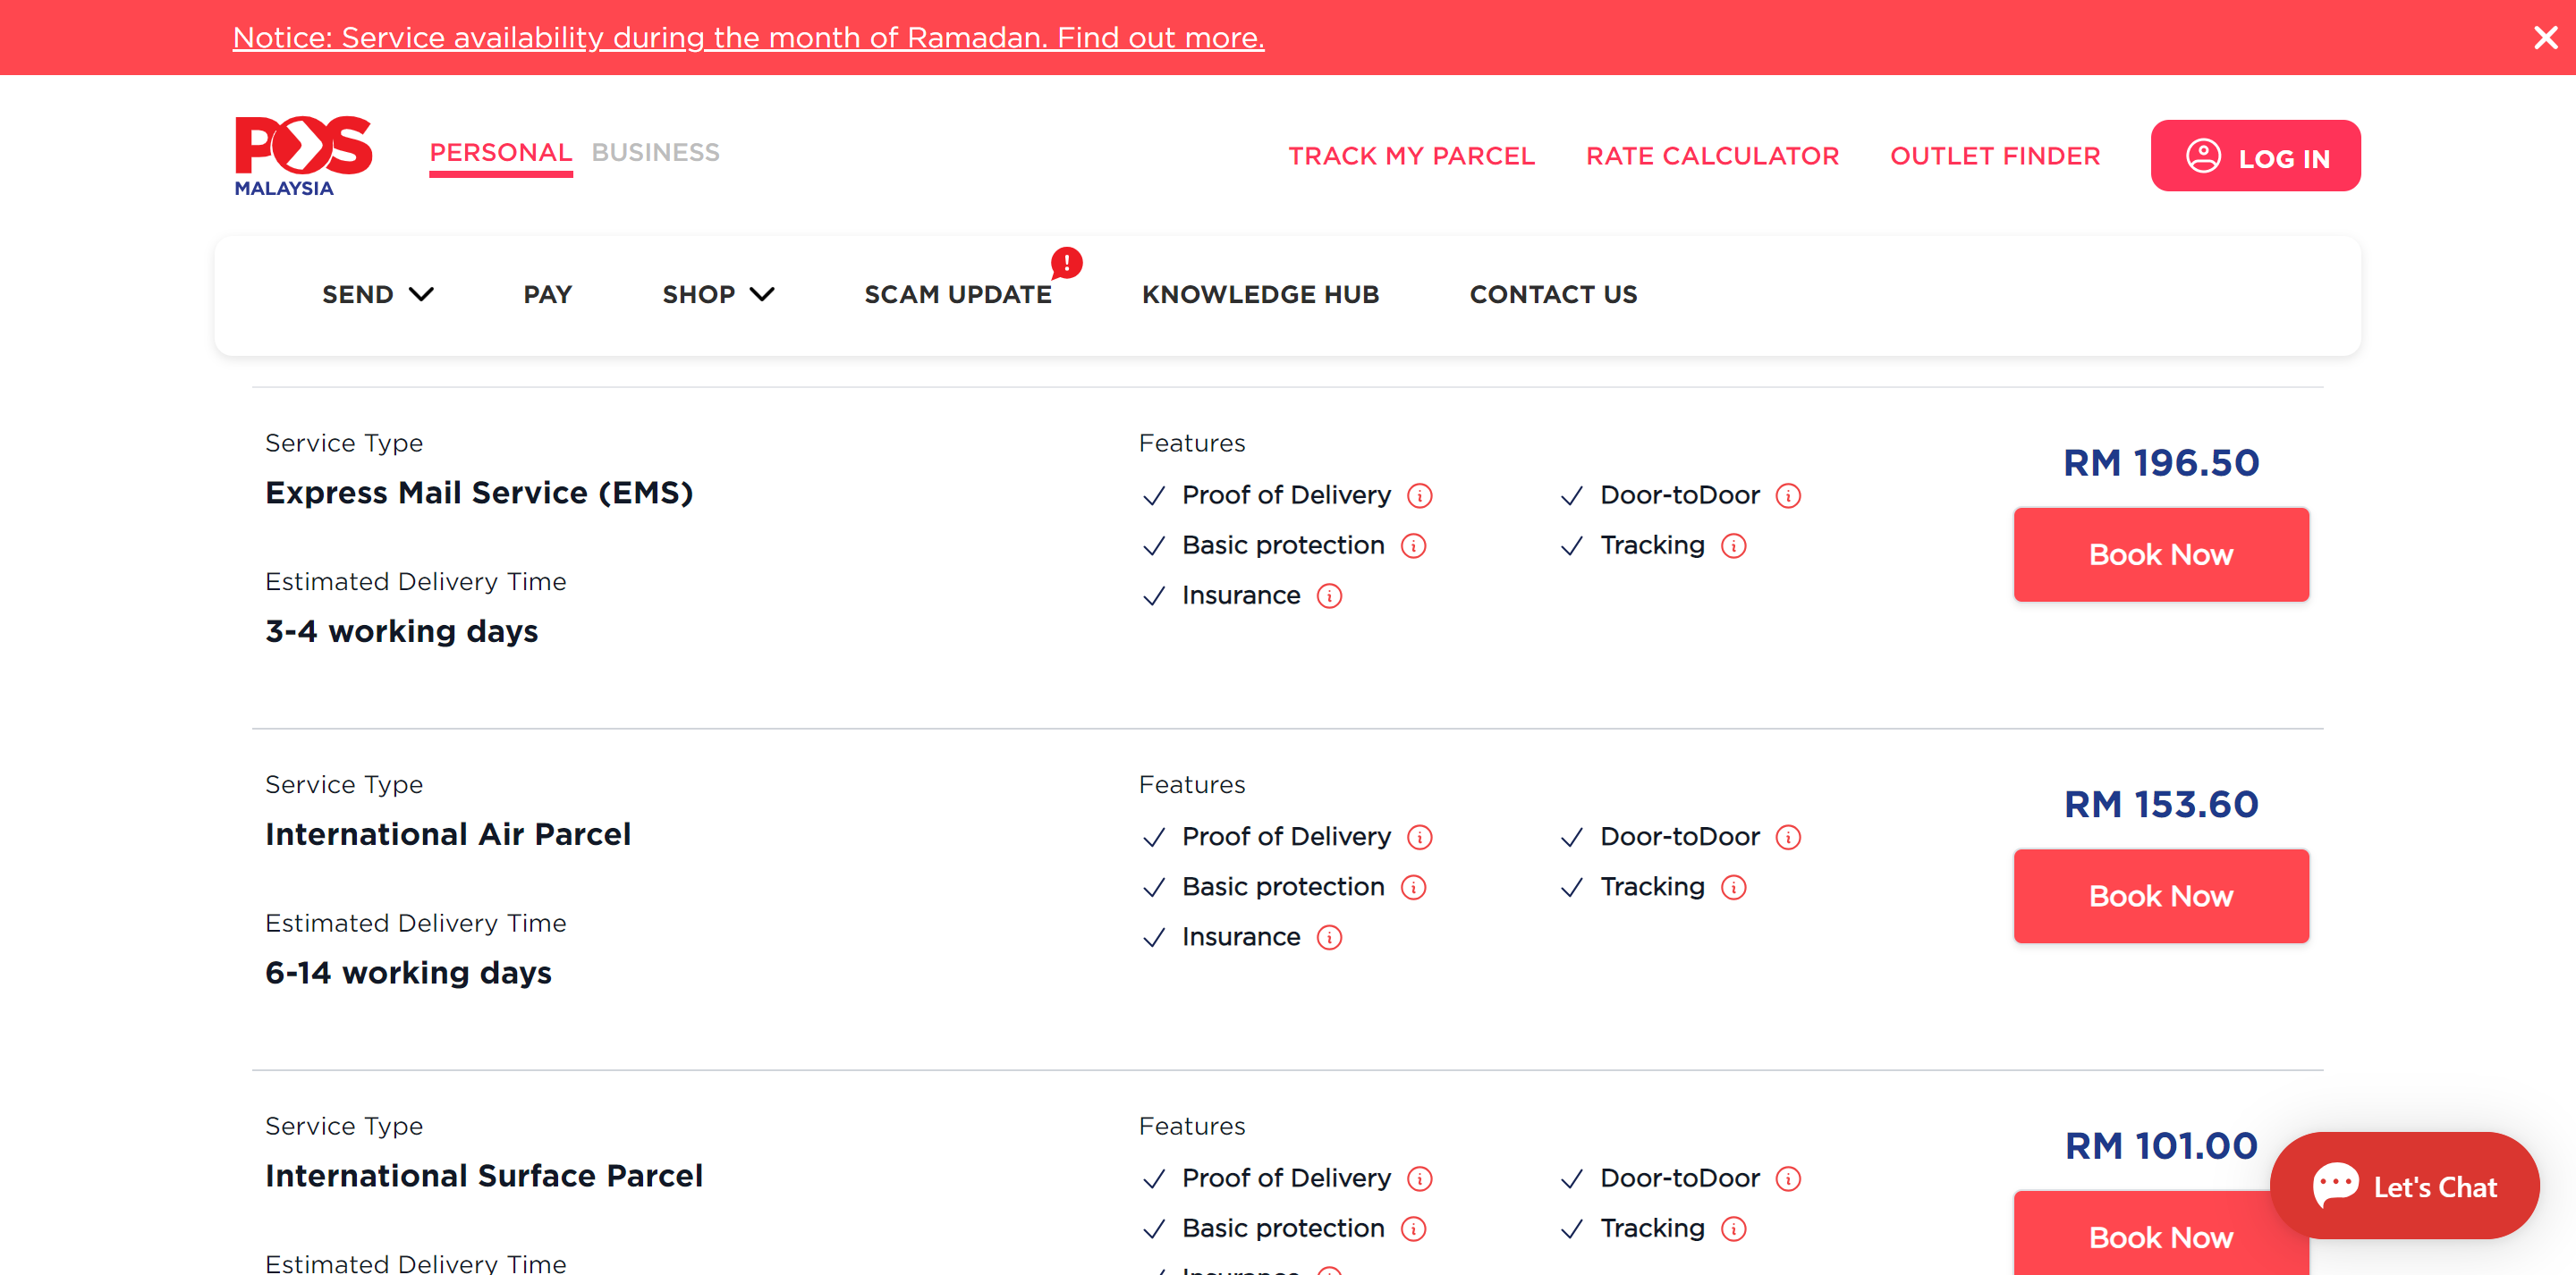 Notice: Service availability during the month of Ramadan. Find out more.
POS
MALAYSIA
PERSONAL
BUSINESS
TRACK MY PARCEL
RATE CALCULATOR
OUTLET FINDER
LOG IN
SEND
PAY
SHOP
SCAM UPDATE
!
KNOWLEDGE HUB
CONTACT US
Service Type
Express Mail Service (EMS)
Estimated Delivery Time
3-4 working days
Features
Proof of Delivery
Door-toDoor
Basic protection
Tracking
Insurance
RM 196.50
Book Now
Service Type
International Air Parcel
Estimated Delivery Time
6-14 working days
Features
Proof of Delivery
Door-toDoor
Basic protection
Tracking
Insurance
RM 153.60
Book Now
Service Type
International Surface Parcel
Estimated Delivery Time
Features
Proof of Delivery
Door-toDoor
Basic protection
Tracking
Insurance
RM 101.00
Book Now
Let's Chat